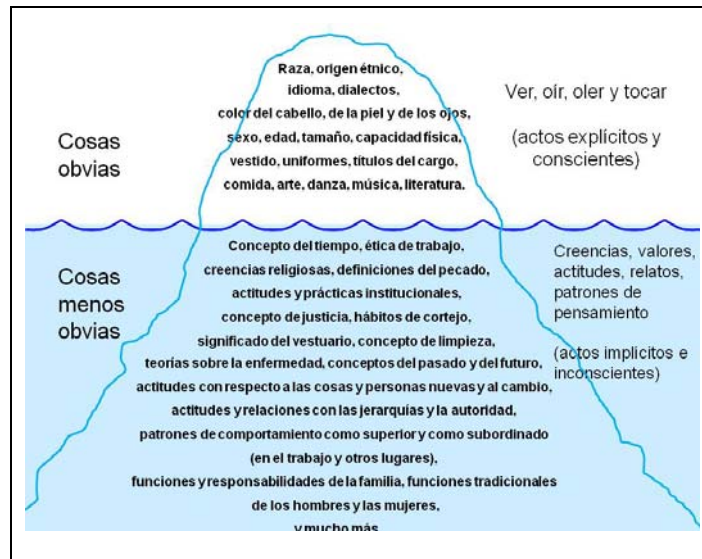 Raza, origen étnico,
idioma, dialectos,
color del cabello, de la piel y de los ojos,
sexo, edad, tamaño, capacidad física,
vestido, uniformes, títulos del cargo,
comida, arte, danza, música, literatura.
Cosas
obvias
Ver, oír, oler y tocar
(actos explícitos y
conscientes)
Concepto del tiempo, ética de trabajo,
creencias religiosas, definiciones del pecado,
actitudes y prácticas institucionales,
concepto de justicia, hábitos de cortejo,
significado del vestuario, concepto de limpieza,
teorías sobre la enfermedad, conceptos del pasado y del futuro,
actitudes con respecto a las cosas y personas nuevas y al cambio,
actitudes y relaciones con las jerarquías y la autoridad,
patrones de comportamiento como superior y como subordinado
(en el trabajo y otros lugares),
funciones y responsabilidades de la familia, funciones tradicionales
de los hombres y las mujeres,
y mucho más
Cosas
menos
obvias
Creencias, valores,
actitudes, relatos,
patrones de
pensamiento
(actos implicitos e
inconscientes)